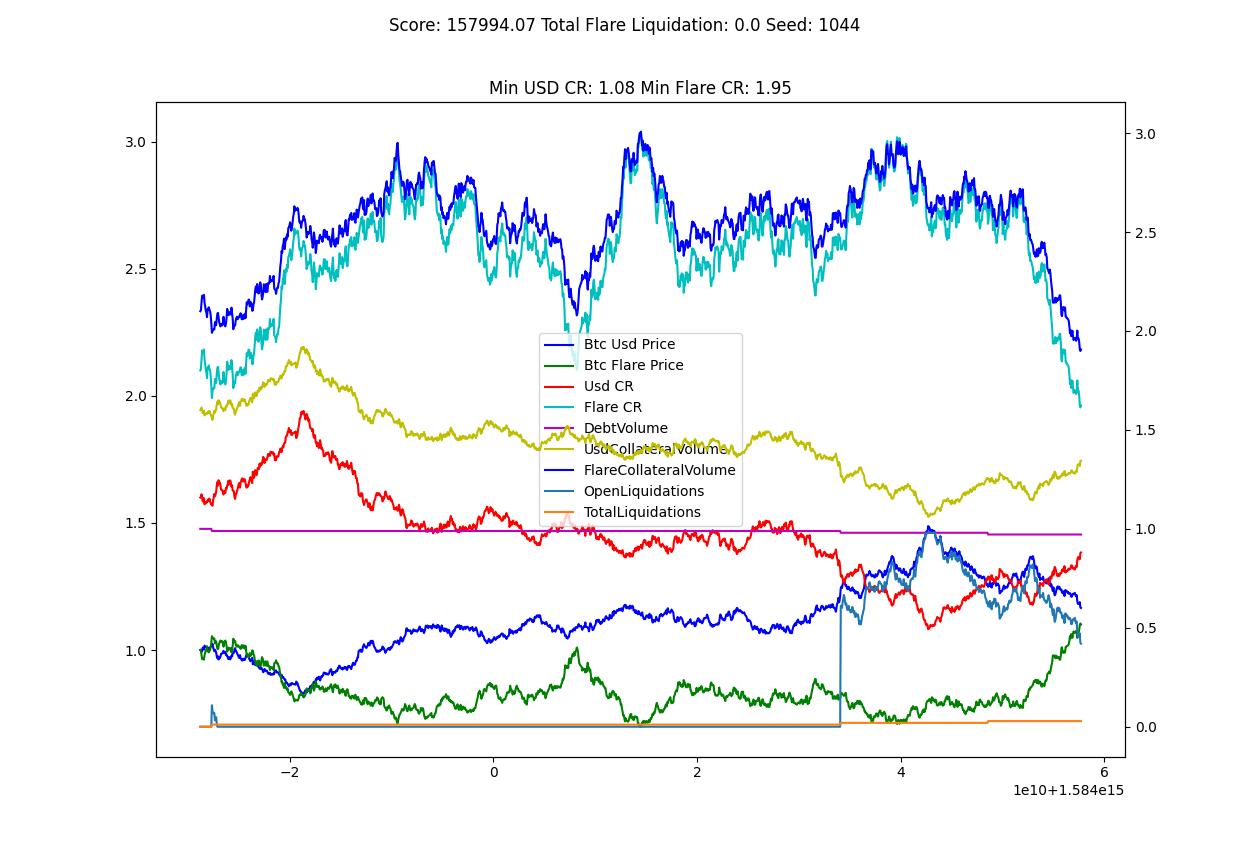 Score: 157994.07 Total Flare Liquidation: 0.0 Seed: 1044
Min USD CR: 1.08 Min Flare CR: 1.95
3.0
2.5
2.0
1.5
1.0
3.0
2.5
2.0
1.5
1.0
0.5
0.0
Btc Usd Price
Btc Flare Price
Usd CR
Flare CR
DebtVolume
UsdCollateralVolume
FlareCollateralVolume
OpenLiquidations
TotalLiquidations
−2 0 2 4 6
1e10+1.584e15